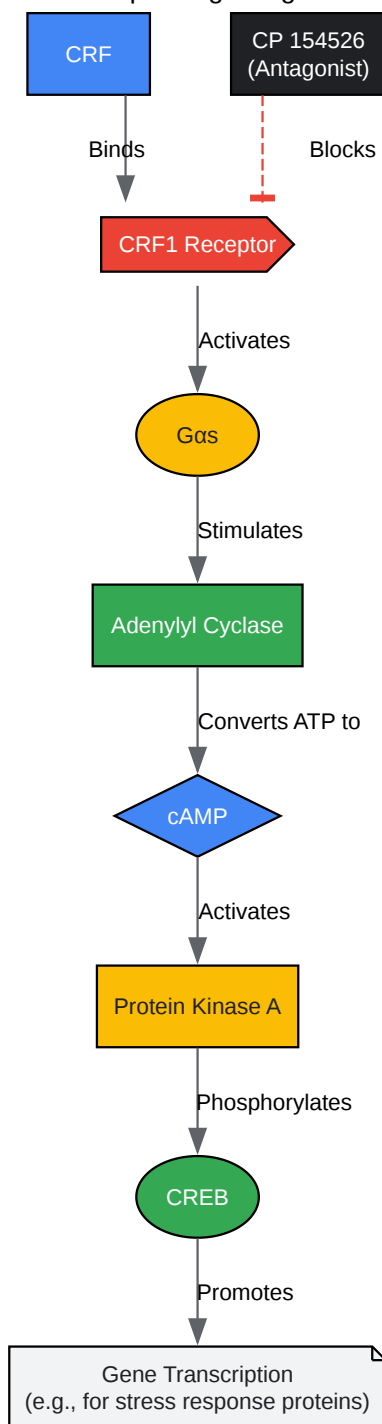 CRF
CP 154526
(Antagonist)
Binds
Blocks
CRF1 Receptor
Activates
Gαs
Stimulates
Adenylyl Cyclase
Converts ATP to
cAMP
Activates
Protein Kinase A
Phosphorylates
CREB
Promotes
Gene Transcription
(e.g., for stress response proteins)